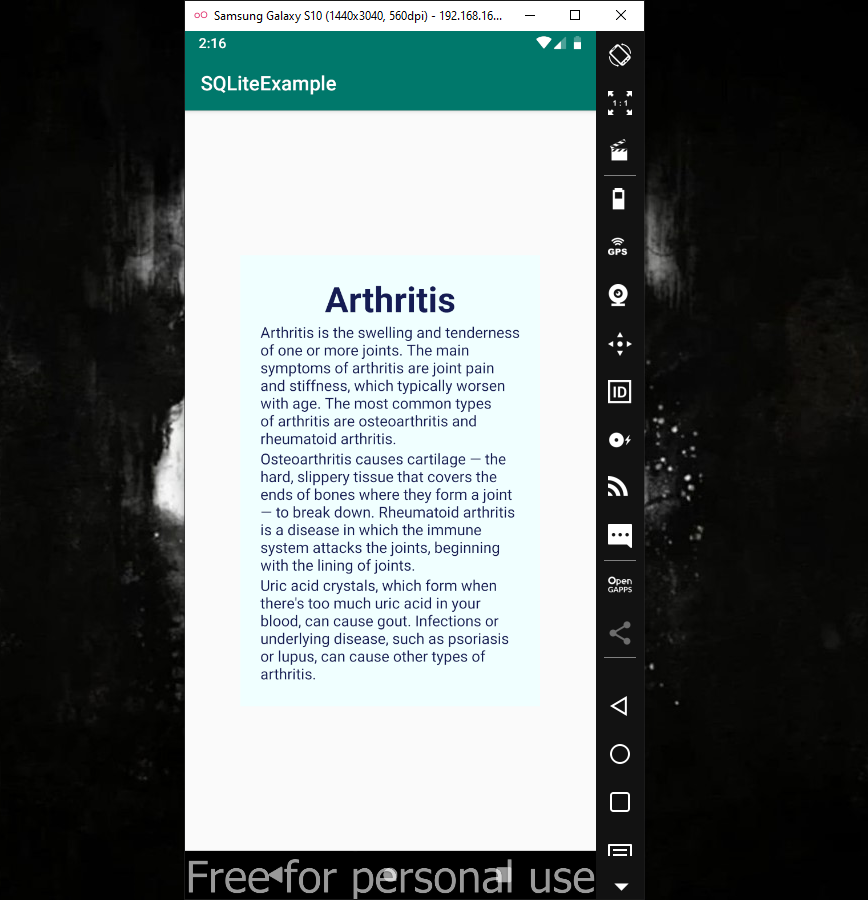 Samsung Galaxy S10 (1440x3040, 560dpi) - 192.168.16...
2:16
SQLiteExample
1:1
GPS
ID
Open
GAPPS
Arthritis
Arthritis is the swelling and tenderness
of one or more joints. The main
symptoms of arthritis are joint pain
and stiffness, which typically worsen
with age. The most common types
of arthritis are osteoarthritis and
rheumatoid arthritis.
Osteoarthritis causes cartilage — the
hard, slippery tissue that covers the
ends of bones where they form a joint
— to break down. Rheumatoid arthritis
is a disease in which the immune
system attacks the joints, beginning
with the lining of joints.
Uric acid crystals, which form when
there's too much uric acid in your
blood, can cause gout. Infections or
underlying disease, such as psoriasis
or lupus, can cause other types of
arthritis.
Free for personal use